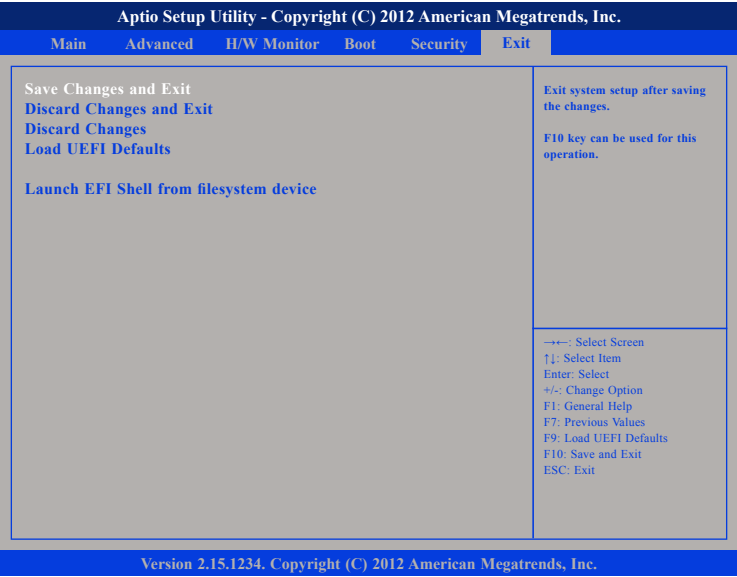 Aptio Setup Utility - Copyright (C) 2012 American Megatrends, Inc.
Main Advanced H/W Monitor Boot Security Exit
Save Changes and Exit
Discard Changes and Exit
Discard Changes
Load UEFI Defaults
Launch EFI Shell from filesystem device
Exit system setup after saving
the changes.
F10 key can be used for this
operation.
→←: Select Screen
↑↓: Select Item
Enter: Select
+/-: Change Option
F1: General Help
F7: Previous Values
F9: Load UEFI Defaults
F10: Save and Exit
ESC: Exit
Version 2.15.1234. Copyright (C) 2012 American Megatrends, Inc.